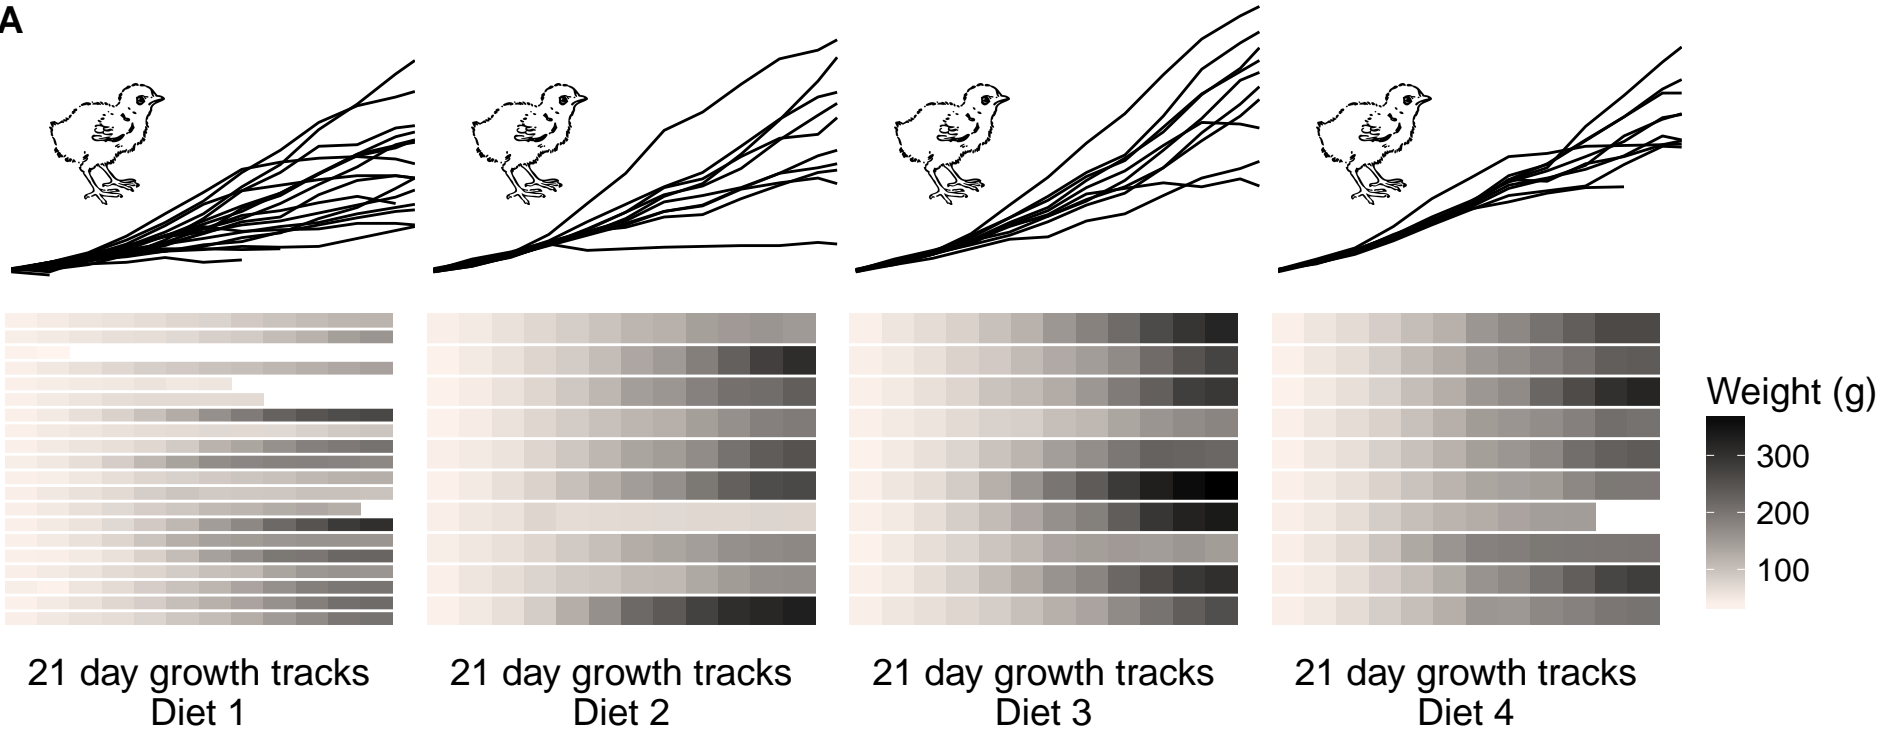 A
Weight (g)
300
200
100
21 day growth tracks
Diet 1
21 day growth tracks
Diet 2
21 day growth tracks
Diet 3
21 day growth tracks
Diet 4